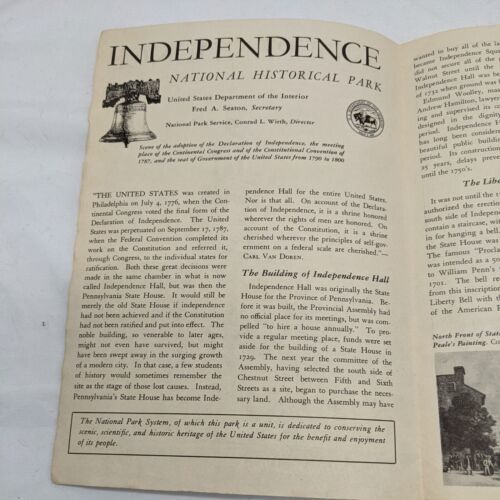 INDEPENDENCE
NATIONAL HISTORICAL PARK
United States Department of the Interior
Fred A. Seaton, Secretary
National Park Service, Conrad L. Wirth, Director
Scene of the adoption of the Declaration of Independence, the meeting
place of the Continental Congress and of the Constitutional Convention of
1787, and the seat of Government of the United States from 1790 to 1800
"THE UNITED STATES was created in
Philadelphia on July 4, 1776, when the Con-
tinental Congress voted the final form of the
Declaration of Independence. The United
States was perpetuated on September 17, 1787,
when the Federal Convention completed its
work on the Constitution and referred it,
through Congress, to the individual states for
ratification. Both these great decisions were
made in the same chamber in what is now
called Independence Hall, but was then the
Pennsylvania State House. It would still be
merely the old State House if independence
had not been achieved and if the Constitution
had not been ratified and put into effect. The
noble building, so venerable to later ages,
might not even have survived, but might
have been swept away in the surging growth
of a modern city. In that case, a few students
of history would sometimes remember the
site as the stage of those lost causes. Instead,
Pennsylvania's State House has become Inde-
pendence Hall for the entire United States.
Nor is that all. On account of the Declara-
tion of Independence, it is a shrine honored
wherever the rights of men are honored. On
account of the Constitution, it is a shrine
cherished wherever the principles of self-gov-
ernment on a federal scale are cherished."—
CARL VAN DOREN.
The Building of Independence Hall
Independence Hall was originally the State
House for the Province of Pennsylvania. Be-
fore it was built, the Provincial Assembly had
no official place for its meetings, but was com-
pelled "to hire a house annually." To pro-
vide a regular meeting place, funds were set
aside for the building of a State House in
1729. The next year the committee of the
Assembly, having selected the south side of
Chestnut Street between Fifth and Sixth
Streets as a site, began to purchase the neces-
sary land. Although the Assembly may have
The National Park System, of which this park is a unit, is dedicated to conserving the
scenic, scientific, and historic heritage of the United States for the benefit and enjoyment
of its people.
wanted to buy all of the
became Independence Squ
did not secure all of the
Walnut Street until the
Independence Hall was be
of 1732 when ground was
Edmund Woolley, mas
Andrew Hamilton, lawyer
ing and supervised its c
designed in the dignity
period. Independence H
has long been consider
beautiful public building
period. Its construction
25 years, delays preven
until the 1750's.
The Libe
It was not until the
authorized the erecti
south side of Indepen
contain a staircase, wit
in for hanging a bell.
the State House was
The famous "Procla
was intended as a 50
to William Penn's
1701. The bell re
from this inscription
Liberty Bell with th
of the American R
North Front of Stat
Peale's Painting. Co